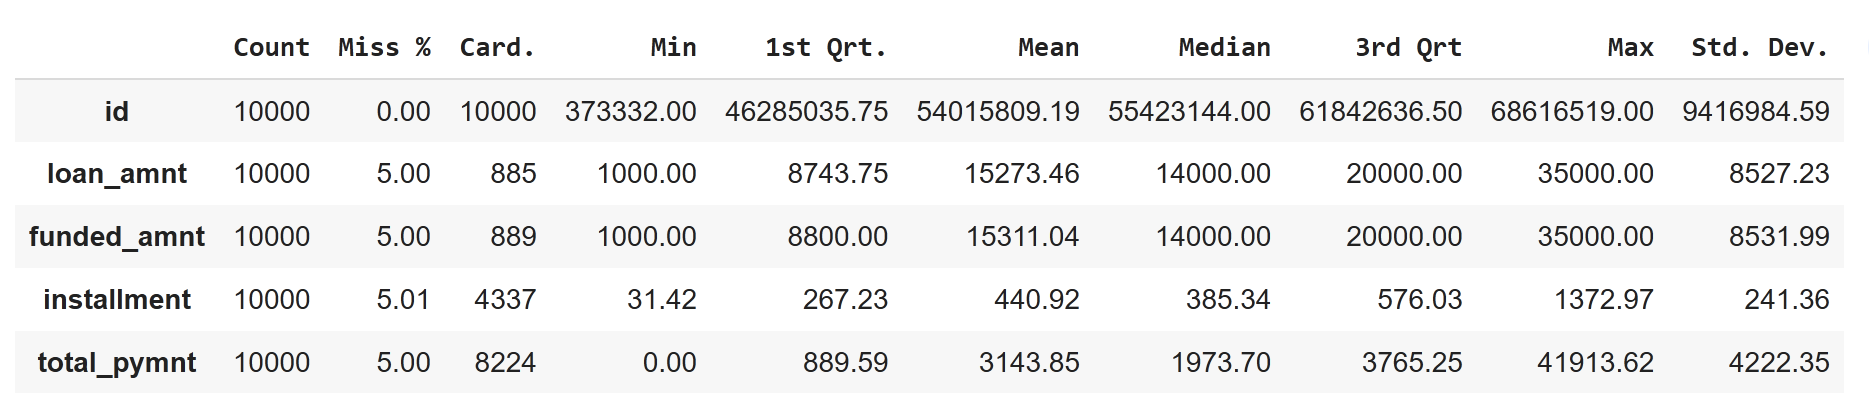 Count Miss % Card. Min 1st Qrt. Mean Median 3rd Qrt Max Std. Dev.
id 10000 0.00 10000 373332.00 46285035.75 54015809.19 55423144.00 61842636.50 68616519.00 9416984.59
loan_amnt 10000 5.00 885 1000.00 8743.75 15273.46 14000.00 20000.00 35000.00 8527.23
funded_amnt 10000 5.00 889 1000.00 8800.00 15311.04 14000.00 20000.00 35000.00 8531.99
installment 10000 5.01 4337 31.42 267.23 440.92 385.34 576.03 1372.97 241.36
total_pymnt 10000 5.00 8224 0.00 889.59 3143.85 1973.70 3765.25 41913.62 4222.35